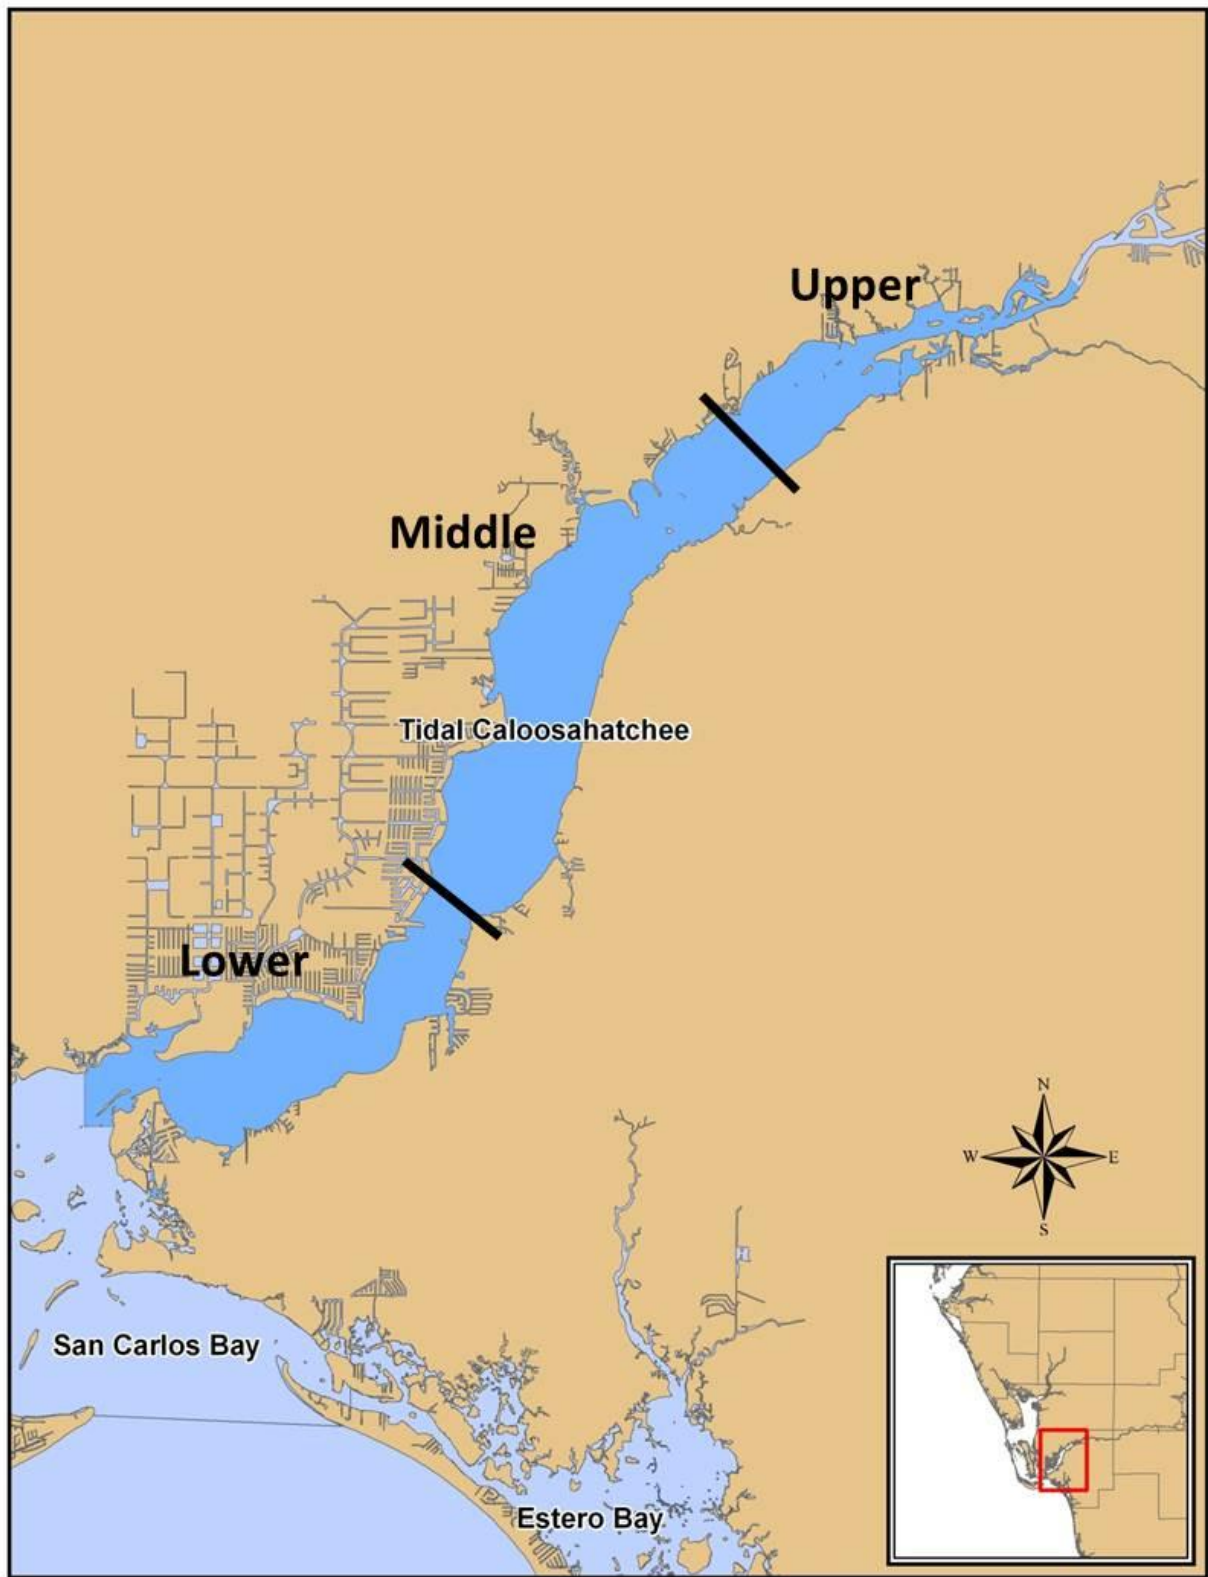 Upper
Middle
Tidal Caloosahatchee
Lower
N
W
E
S
San Carlos Bay
Estero Bay